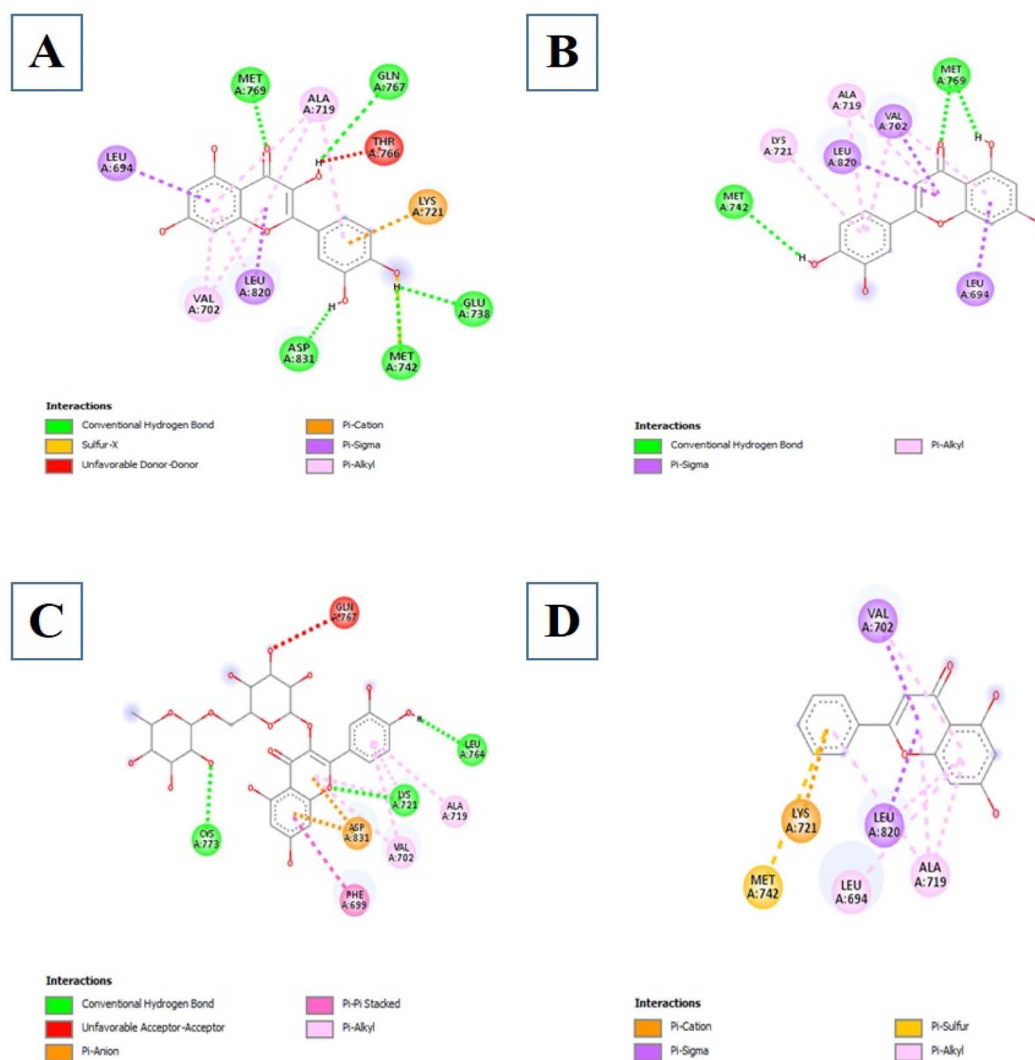 A
MET
A:769
GLN
A:767
ALA
A:719
THR
A:766
LEU
A:694
O
H
LYS
A:721
O
VAL
A:702
LEU
A:820
H
H
GLU
A:738
ASP
A:831
MET
A:742
Interactions
Conventional Hydrogen Bond
Sulfur-X
Unfavorable Donor-Donor
Pi-Cation
Pi-Sigma
Pi-Alkyl
B
MET
A:769
ALA
A:719
VAL
A:702
LYS
A:721
LEU
A:820
H
MET
A:742
H
O
LEU
A:694
Interactions
Conventional Hydrogen Bond
Pi-Sigma
Pi-Alkyl
C
GLN
A:767
H
LEU
A:764
LYS
A:721
ALA
A:719
CYS
A:773
ASP
A:831
VAL
A:702
PHE
A:699
Interactions
Conventional Hydrogen Bond
Unfavorable Acceptor-Acceptor
Pi-Anion
Pi-Pi Stacked
Pi-Alkyl
D
VAL
A:702
O
LYS
A:721
LEU
A:820
MET
A:742
LEU
A:694
ALA
A:719
Interactions
Pi-Cation
Pi-Sigma
Pi-Sulfur
Pi-Alkyl